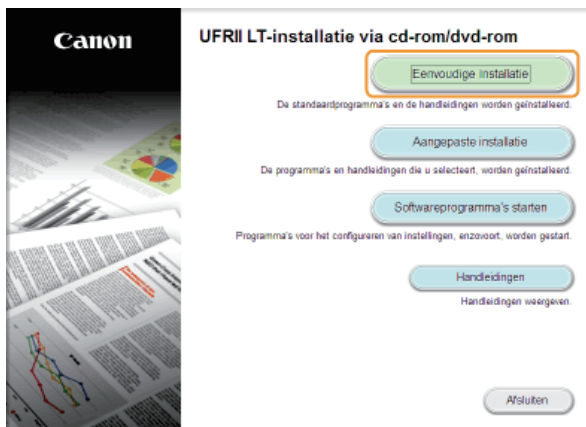 Canon
UFRII LT-installatie via cd-rom/dvd-rom
Eenvoudige installatie
De standaardprogramma's en de handleidingen worden geïnstalleerd.
Aangepaste installatie
De programma's en handleidingen die u selecteert, worden geïnstalleerd.
Softwareprogramma's starten
Programma's voor het configureren van instellingen, enzovoort, worden gestart.
Handleidingen
Handleidingen weergeven.
Afsluiten